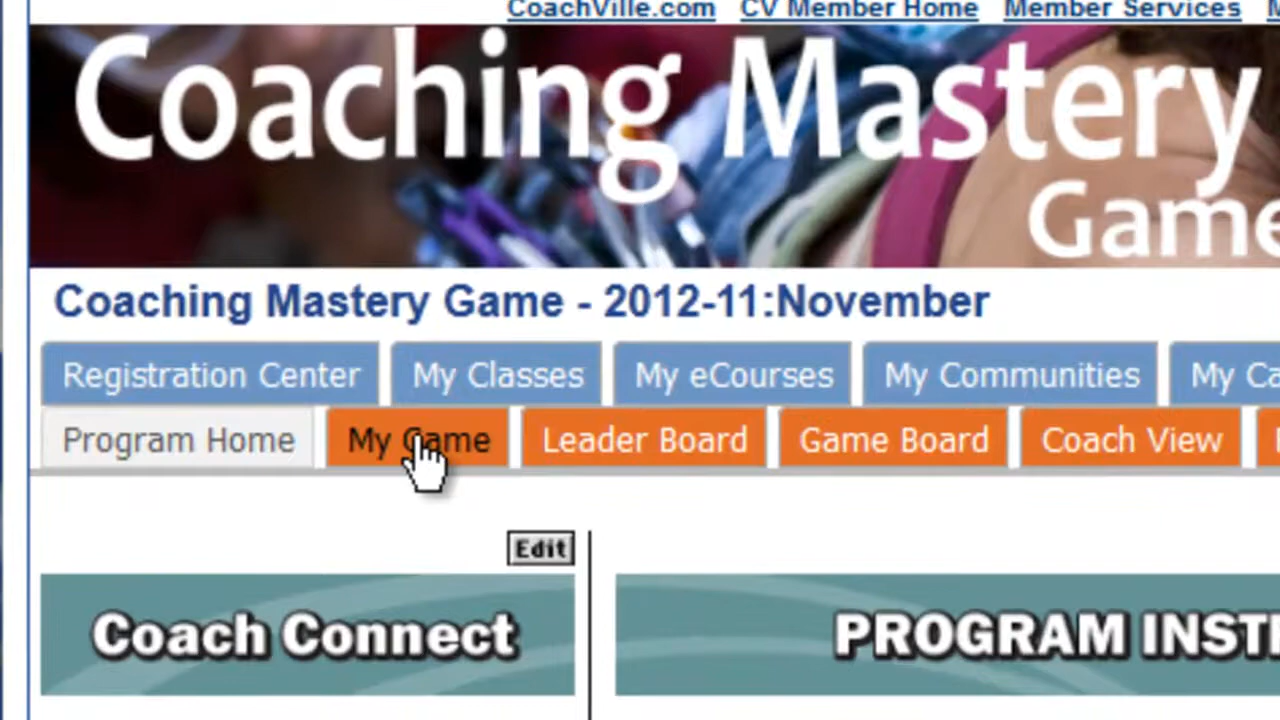 CoachVille.com CV Member Home Member Services
Coaching Mastery
Game
Coaching Mastery Game - 2012-11:November
Registration Center My Classes My eCourses My Communities My
Program Home My Game Leader Board Game Board Coach View
Edit
Coach Connect PROGRAM